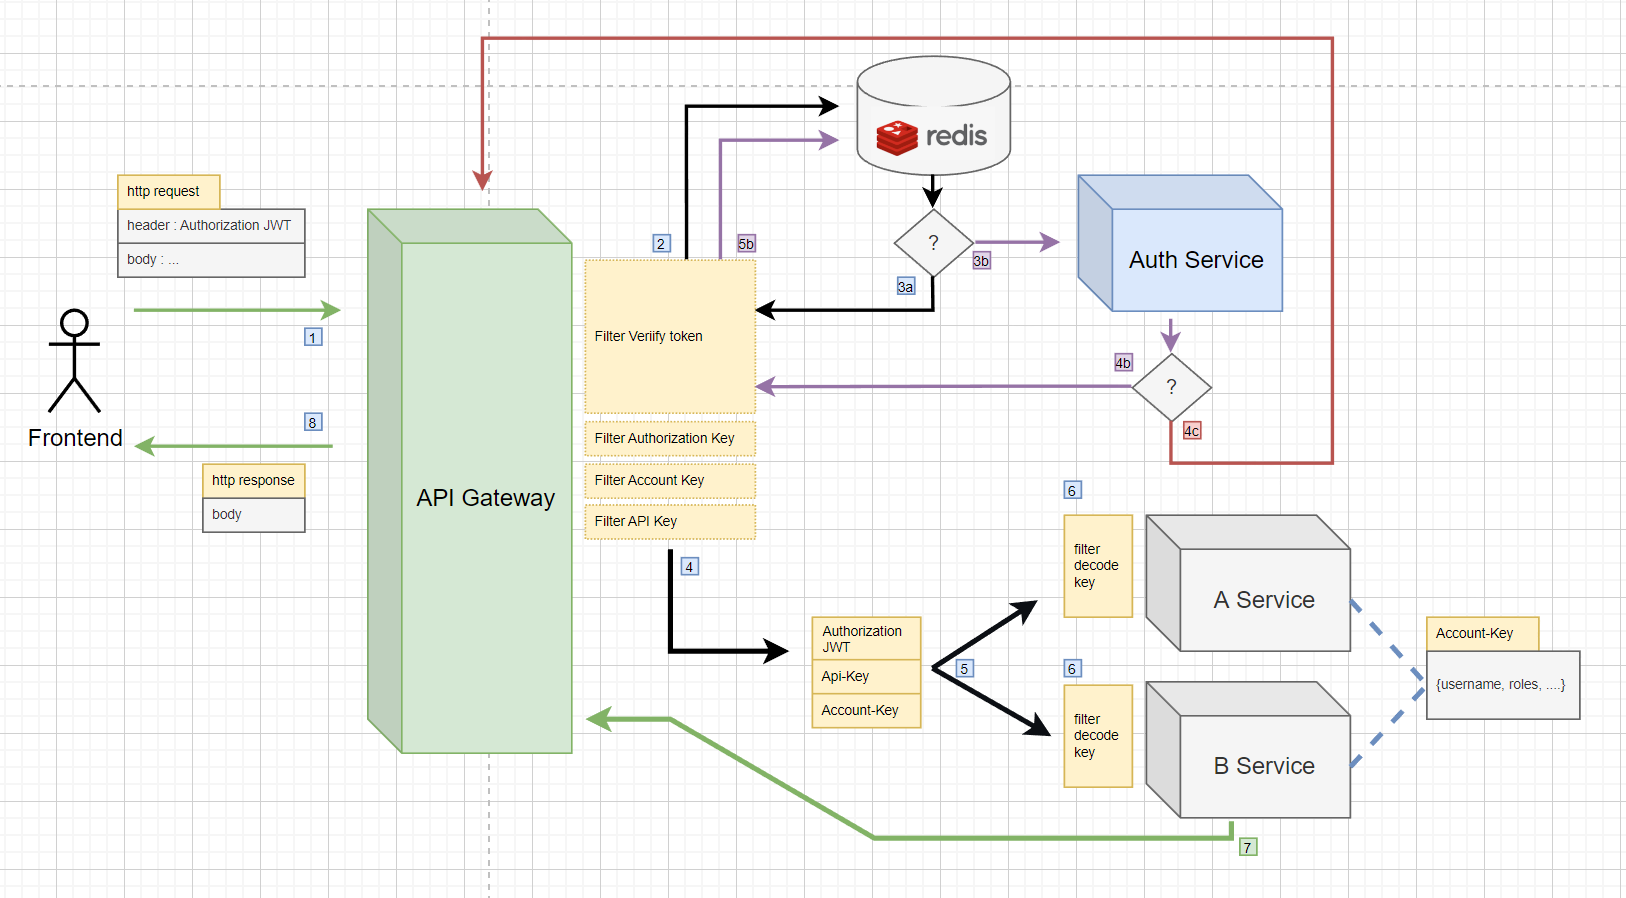 redis
http request
header : Authorization JWT
body : ...
2
5b
?
3b
3a
Auth Service
Filter Veriify token
1
4b
?
4c
8
Frontend
Filter Authorization Key
http response
body
Filter Account Key
API Gateway
Filter API Key
6
4
filter
decode
key
A Service
Authorization
JWT
Api-Key
Account-Key
5
6
Account-Key
{username, roles, ....}
filter
decode
key
B Service
7